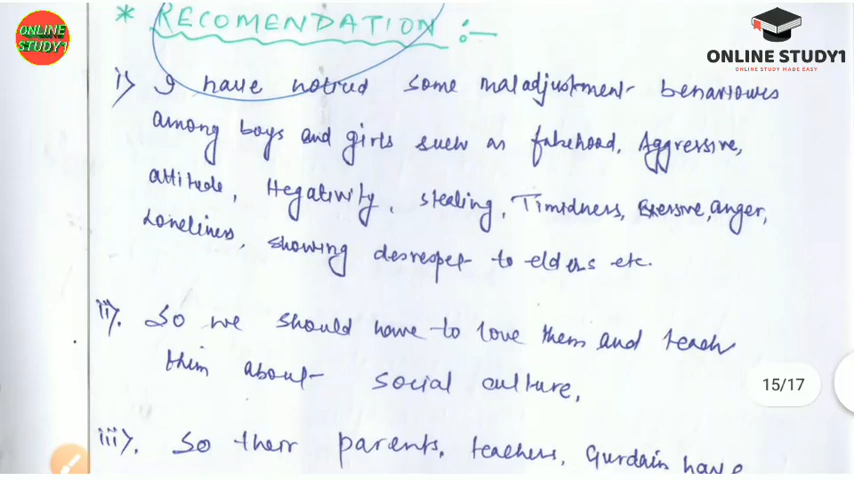 ONLINE
STUDY1
* RECOMENDATION :-
ONLINE STUDY1
ONLINE STUDY MADE EASY
i) I have noticed some maladjustment behaviours
among boys and girls such as falsehood, Aggressive,
attitude, Negativity, stealing, Timidness, Exessive, anger,
Loneliness, showing desrespet to elders etc.
ii). So we should have to love them and teach
them about social culture.
15/17
iii). So their parents, teachers, Gurdain have